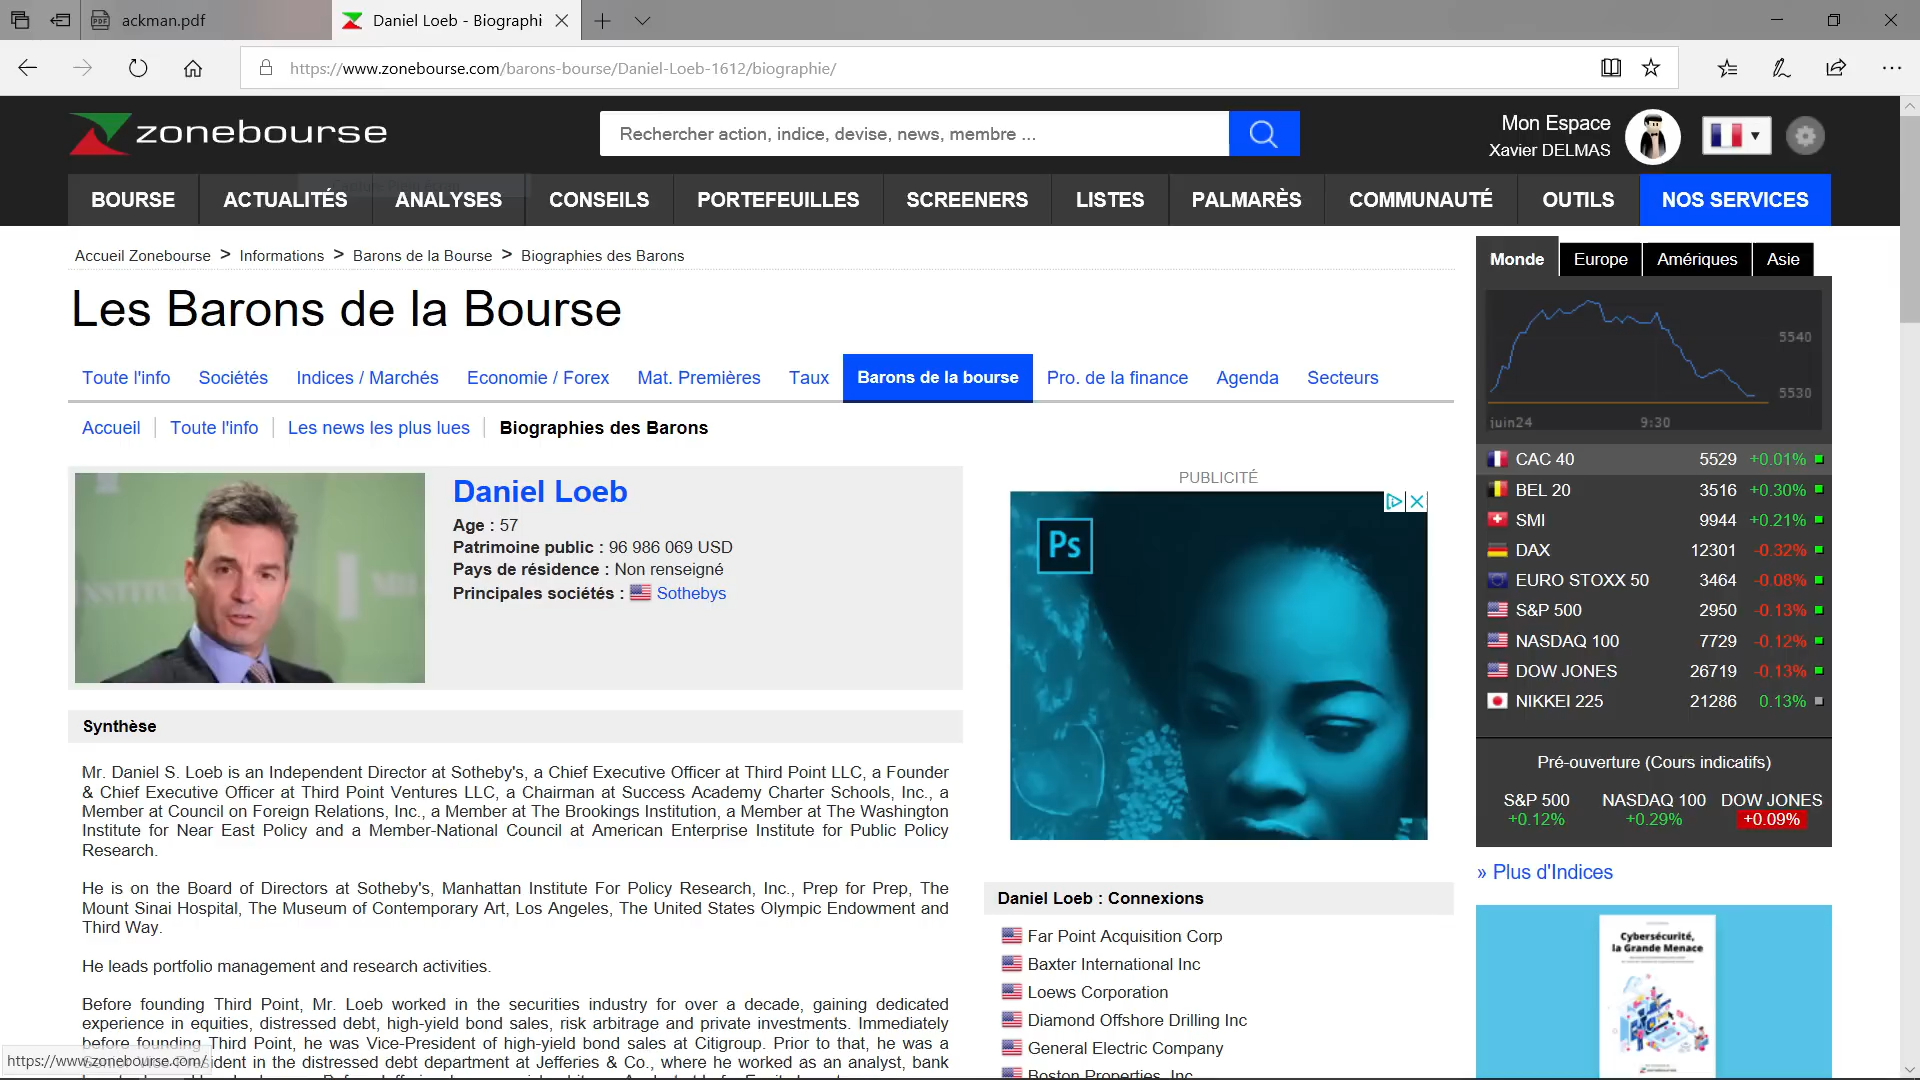 ackman.pdf
Daniel Loeb - Biographi
https://www.zonebourse.com/barons-bourse/Daniel-Loeb-1612/biographie/
zonebourse
Rechercher action, indice, devise, news, membre ...
Mon Espace
Xavier DELMAS
BOURSE
ACTUALITÉS
ANALYSES
CONSEILS
PORTEFEUILLES
SCREENERS
LISTES
PALMARÈS
COMMUNAUTÉ
OUTILS
NOS SERVICES
Accueil Zonebourse > Informations > Barons de la Bourse > Biographies des Barons
Les Barons de la Bourse
Toute l'info
Sociétés
Indices / Marchés
Economie / Forex
Mat. Premières
Taux
Barons de la bourse
Pro. de la finance
Agenda
Secteurs
Accueil
Toute l'info
Les news les plus lues
Biographies des Barons
Daniel Loeb
Age : 57
Patrimoine public : 96 986 069 USD
Pays de résidence : Non renseigné
Principales sociétés : Sothebys
Synthèse
Mr. Daniel S. Loeb is an Independent Director at Sotheby's, a Chief Executive Officer at Third Point LLC, a Founder
& Chief Executive Officer at Third Point Ventures LLC, a Chairman at Success Academy Charter Schools, Inc., a
Member at Council on Foreign Relations, Inc., a Member at The Brookings Institution, a Member at The Washington
Institute for Near East Policy and a Member-National Council at American Enterprise Institute for Public Policy
Research.
He is on the Board of Directors at Sotheby's, Manhattan Institute For Policy Research, Inc., Prep for Prep, The
Mount Sinai Hospital, The Museum of Contemporary Art, Los Angeles, The United States Olympic Endowment and
Third Way.
He leads portfolio management and research activities.
Before founding Third Point, Mr. Loeb worked in the securities industry for over a decade, gaining dedicated
experience in equities, distressed debt, high-yield bond sales, risk arbitrage and private investments. Immediately
before founding Third Point, he was Vice-President of high-yield bond sales at Citigroup. Prior to that, he was a
ident in the distressed debt department at Jefferies & Co., where he worked as an analyst, bank
https://www.zonebourse.com/
PUBLICITÉ
Ps
Daniel Loeb : Connexions
Far Point Acquisition Corp
Baxter International Inc
Loews Corporation
Diamond Offshore Drilling Inc
General Electric Company
Boston Properties, Inc.
Monde
Europe
Amériques
Asie
5540
5530
juin24
9:30
CAC 40 5529 +0.01%
BEL 20 3516 +0.30%
SMI 9944 +0.21%
DAX 12301 -0.32%
EURO STOXX 50 3464 -0.08%
S&P 500 2950 -0.13%
NASDAQ 100 7729 -0.12%
DOW JONES 26719 -0.13%
NIKKEI 225 21286 0.13%
Pré-ouverture (Cours indicatifs)
S&P 500 NASDAQ 100 DOW JONES
+0.12% +0.29% +0.09%
» Plus d'Indices
Cybersécurité,
la Grande Menace